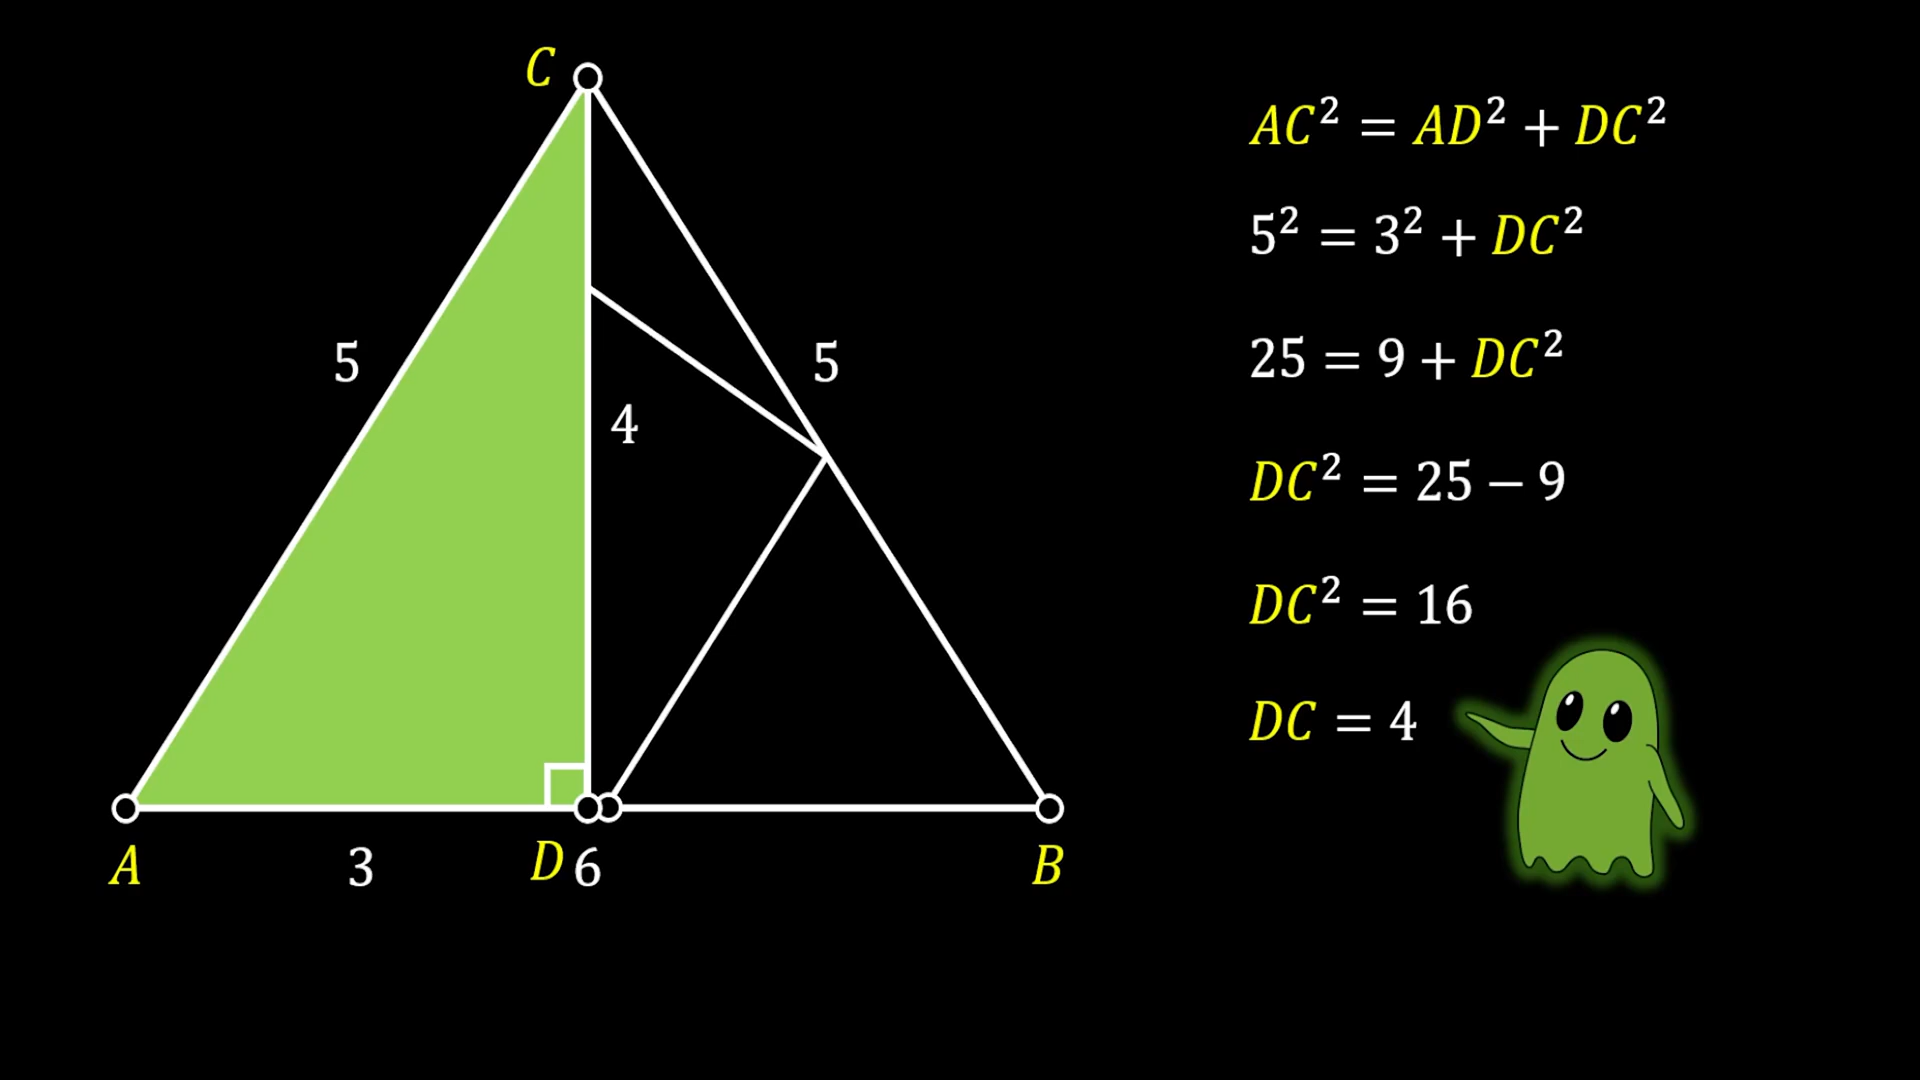 C
5
5
4
A
3
D
6
B
AC² = AD² + DC²
5² = 3² + DC²
25 = 9 + DC²
DC² = 25 − 9
DC² = 16
DC = 4